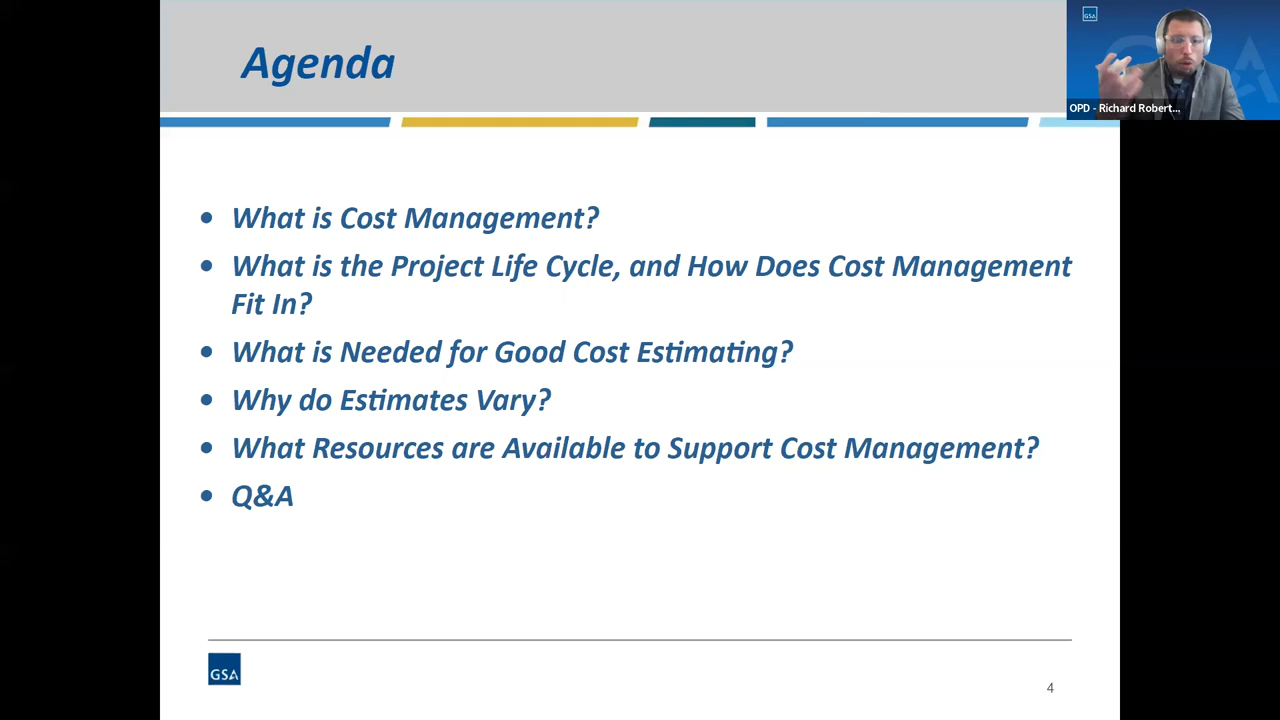 Agenda
GSA
OPD - Richard Robert...
• What is Cost Management?
• What is the Project Life Cycle, and How Does Cost Management
Fit In?
• What is Needed for Good Cost Estimating?
• Why do Estimates Vary?
• What Resources are Available to Support Cost Management?
• Q&A
GSA
4